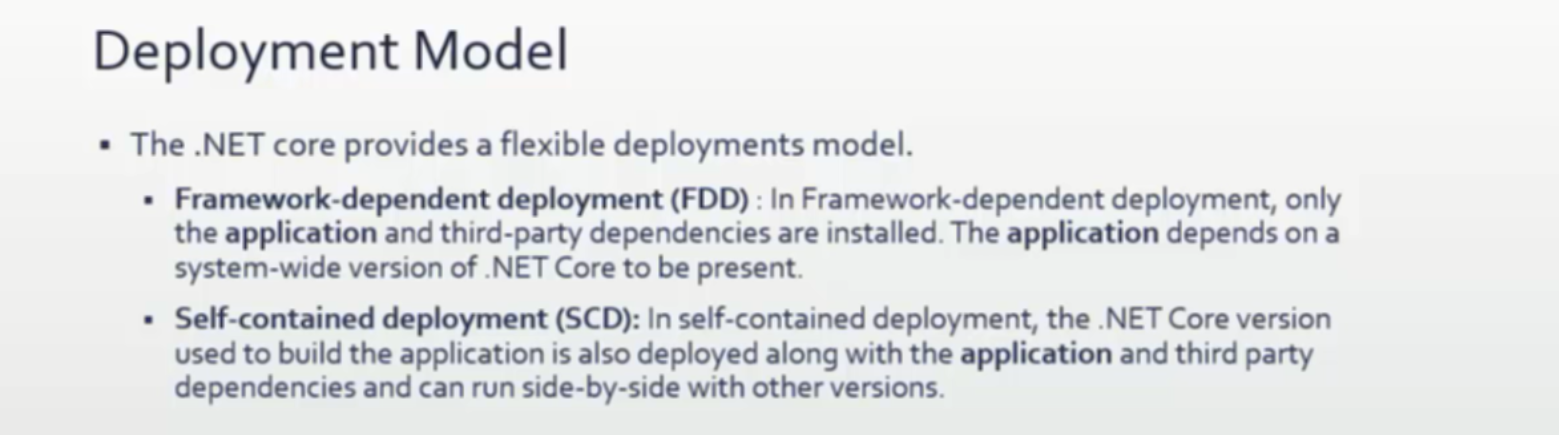 Deployment Model
▪ The .NET core provides a flexible deployments model.
▪ Framework-dependent deployment (FDD) : In Framework-dependent deployment, only
the application and third-party dependencies are installed. The application depends on a
system-wide version of .NET Core to be present.
▪ Self-contained deployment (SCD): In self-contained deployment, the .NET Core version
used to build the application is also deployed along with the application and third party
dependencies and can run side-by-side with other versions.